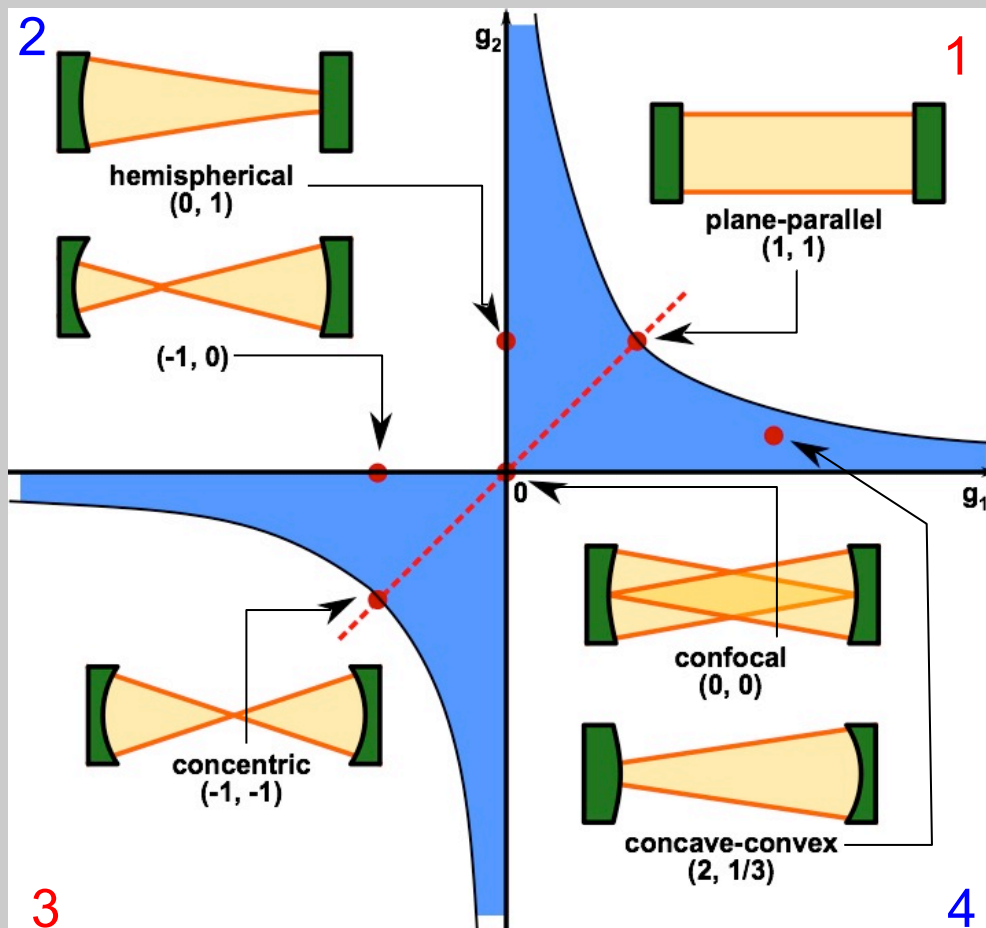 2
g2
1
hemispherical
(0, 1)
plane-parallel
(1, 1)
(-1, 0)
0
g1
confocal
(0, 0)
concentric
(-1, -1)
concave-convex
(2, 1/3)
3
4